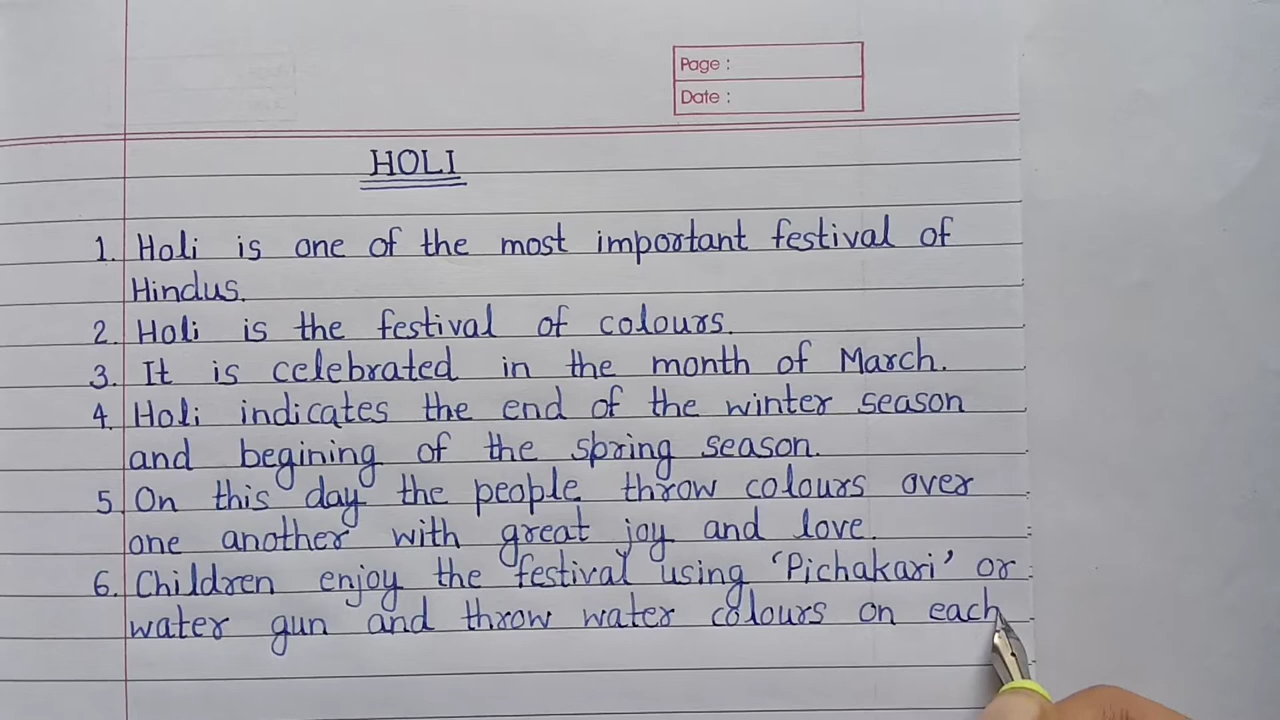 Page :
Date :
HOLI
1. Holi is one of the most important festival of
Hindus.
2. Holi is the festival of colours.
3. It is celebrated in the month of March.
4. Holi indicates the end of the winter season
and begining of the spring season.
5. On this day the people throw colours over
one another with great joy and love.
6. Children enjoy the festival using 'Pichakari' or
water gun and throw water colours on each